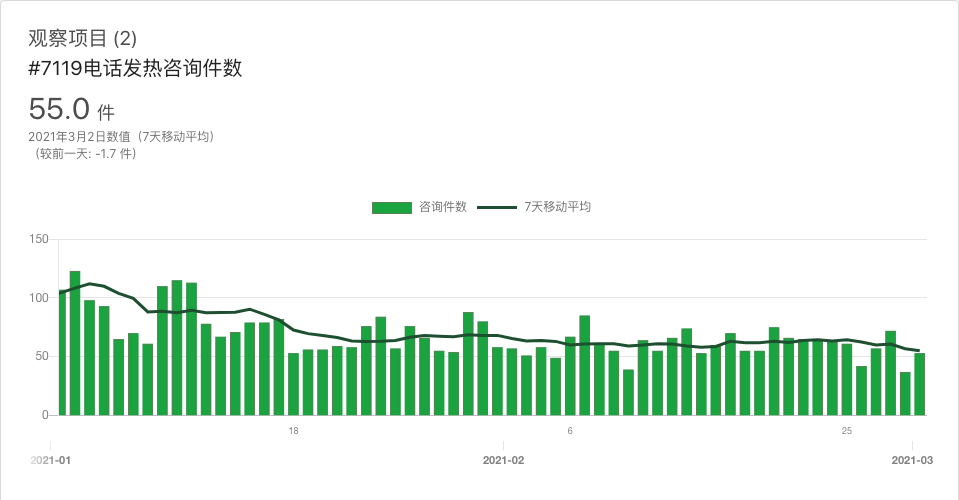 观察项目 (2)
#7119电话发热咨询件数
55.0 件
2021年3月2日数值（7天移动平均）
（较前一天: -1.7 件）
咨询件数 7天移动平均
150
100
50
0
18 6 25
2021-01 2021-02 2021-03